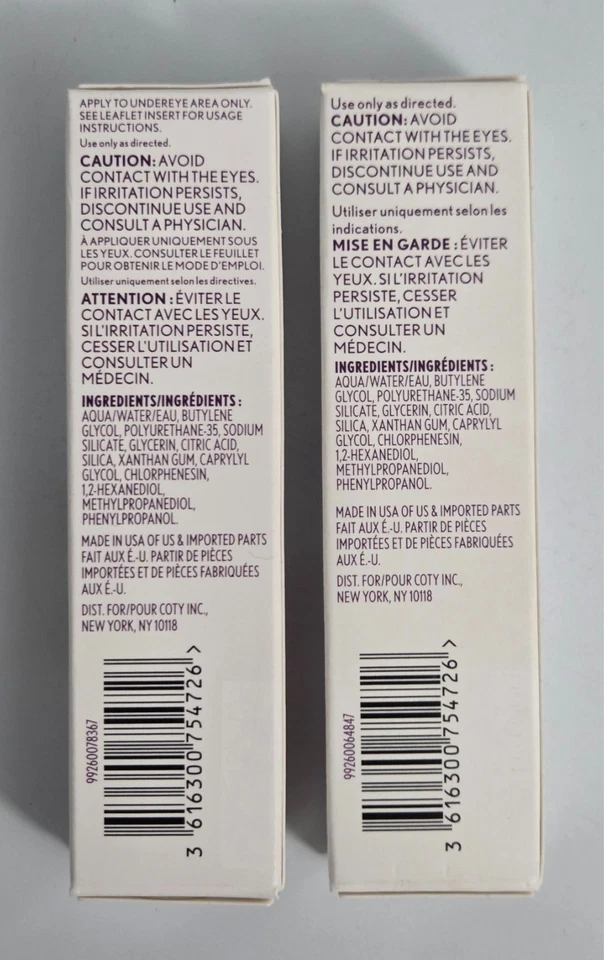 APPLY TO UNDEREYE AREA ONLY.
SEE LEAFLET INSERT FOR USAGE
INSTRUCTIONS.
Use only as directed.
CAUTION: AVOID
CONTACT WITH THE EYES.
IF IRRITATION PERSISTS,
DISCONTINUE USE AND
CONSULT A PHYSICIAN.
À APPLIQUER UNIQUEMENT SOUS
LES YEUX. CONSULTER LE FEUILLET
POUR OBTENIR LE MODE D'EMPLOI.
Utiliser uniquement selon les directives.
ATTENTION : ÉVITER LE
CONTACT AVEC LES YEUX.
SI L'IRRITATION PERSISTE,
CESSER L'UTILISATION ET
CONSULTER UN
MÉDECIN.
INGREDIENTS/INGRÉDIENTS :
AQUA/WATER/EAU, BUTYLENE
GLYCOL, POLYURETHANE-35, SODIUM
SILICATE, GLYCERIN, CITRIC ACID,
SILICA, XANTHAN GUM, CAPRYLYL
GLYCOL, CHLORPHENESIN,
1,2-HEXANEDIOL,
METHYLPROPANEDIOL,
PHENYLPROPANOL.
MADE IN USA OF US & IMPORTED PARTS
FAIT AUX É.-U. PARTIR DE PIÈCES
IMPORTÉES ET DE PIÈCES FABRIQUÉES
AUX É.-U.
DIST. FOR/POUR COTY INC.,
NEW YORK, NY 10118
99260078367
3 616300 754726 >
Use only as directed.
CAUTION: AVOID
CONTACT WITH THE EYES.
IF IRRITATION PERSISTS,
DISCONTINUE USE AND
CONSULT A PHYSICIAN.
Utiliser uniquement selon les
indications.
MISE EN GARDE : ÉVITER
LE CONTACT AVEC LES
YEUX. SI L'IRRITATION
PERSISTE, CESSER
L'UTILISATION ET
CONSULTER UN
MÉDECIN.
INGREDIENTS/INGRÉDIENTS :
AQUA/WATER/EAU, BUTYLENE
GLYCOL, POLYURETHANE-35, SODIUM
SILICATE, GLYCERIN, CITRIC ACID,
SILICA, XANTHAN GUM, CAPRYLYL
GLYCOL, CHLORPHENESIN,
1,2-HEXANEDIOL,
METHYLPROPANEDIOL,
PHENYLPROPANOL.
MADE IN USA OF US & IMPORTED PARTS
FAIT AUX É.-U. PARTIR DE PIÈCES
IMPORTÉES ET DE PIÈCES FABRIQUÉES
AUX É.-U.
DIST. FOR/POUR COTY INC.,
NEW YORK, NY 10118
99260064847
3 616300 754726 >